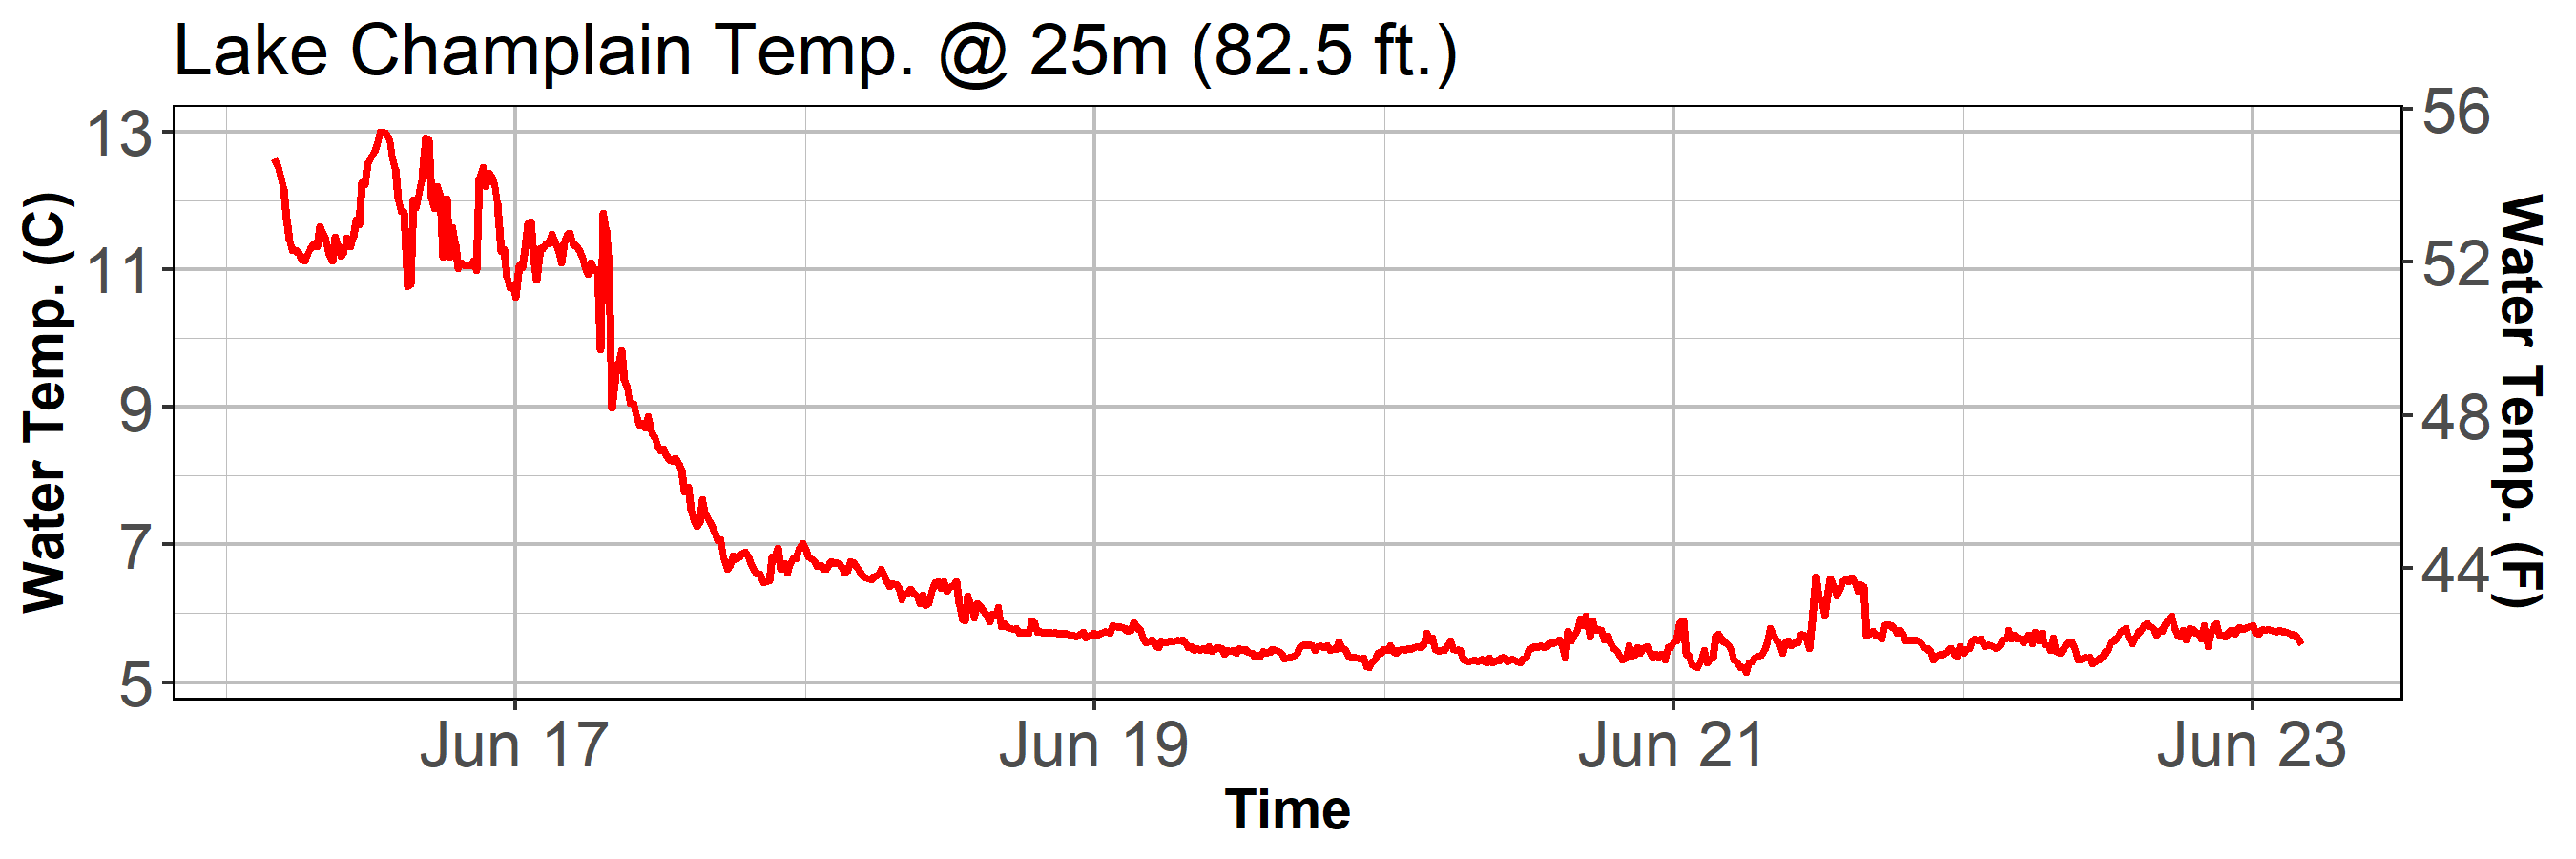 Lake Champlain Temp. @ 25m (82.5 ft.)
13
11
9
7
5
Water Temp. (C)
56
52
48
44
Water Temp. (F)
Jun 17
Jun 19
Jun 21
Jun 23
Time